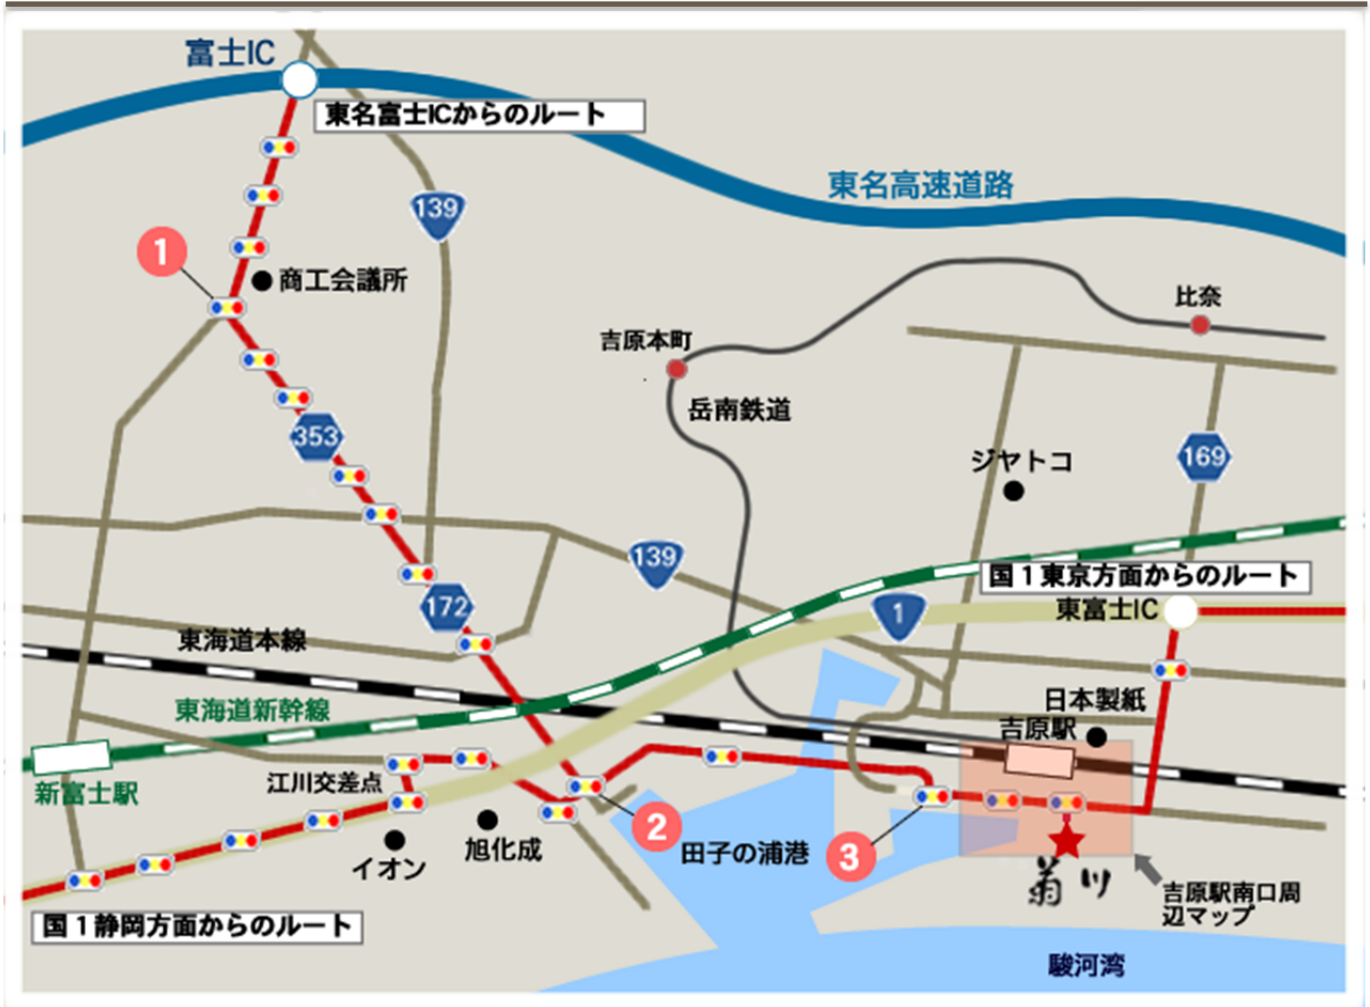 富士IC
東名富士ICからのルート
東名高速道路
139
1
商工会議所
比奈
吉原本町
岳南鉄道
353
ジヤトコ
169
139
国1東京方面からのルート
172
1
東富士IC
東海道本線
東海道新幹線
日本製紙
吉原駅
新富士駅
江川交差点
2
3
旭化成
田子の浦港
イオン
翁川
吉原駅南口周
辺マップ
国1静岡方面からのルート
駿河湾